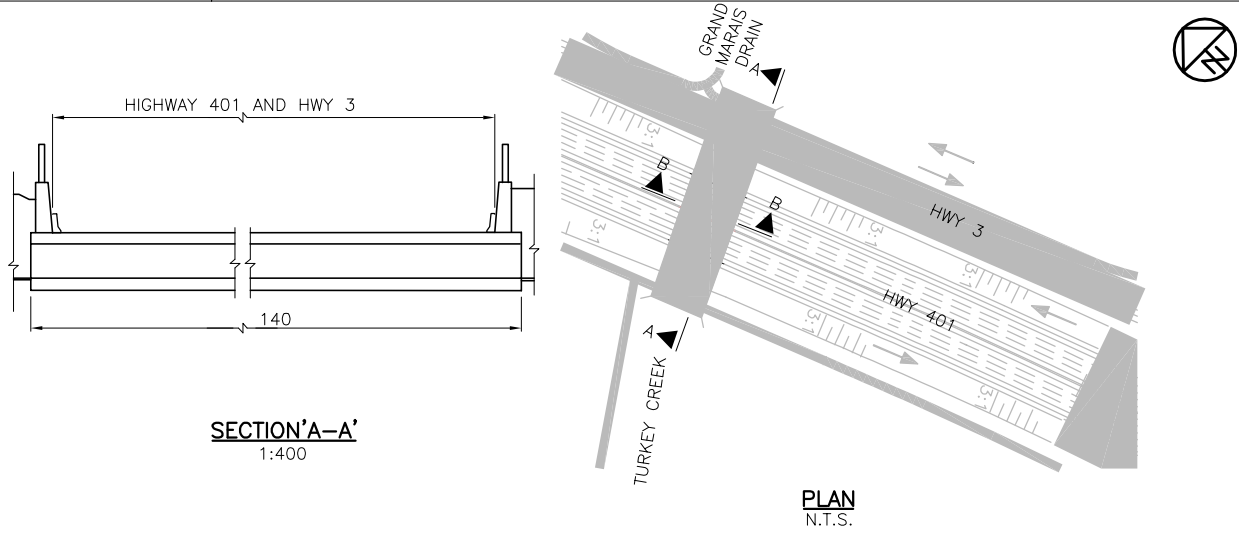 HIGHWAY 401 AND HWY 3
140
SECTION'A–A'
1:400
GRAND
MARAIS
DRAIN
A
3:1
B
B
3:1
HWY 3
3:1
3:1
HWY 401
3:1
3:1
A
TURKEY CREEK
PLAN
N.T.S.
N